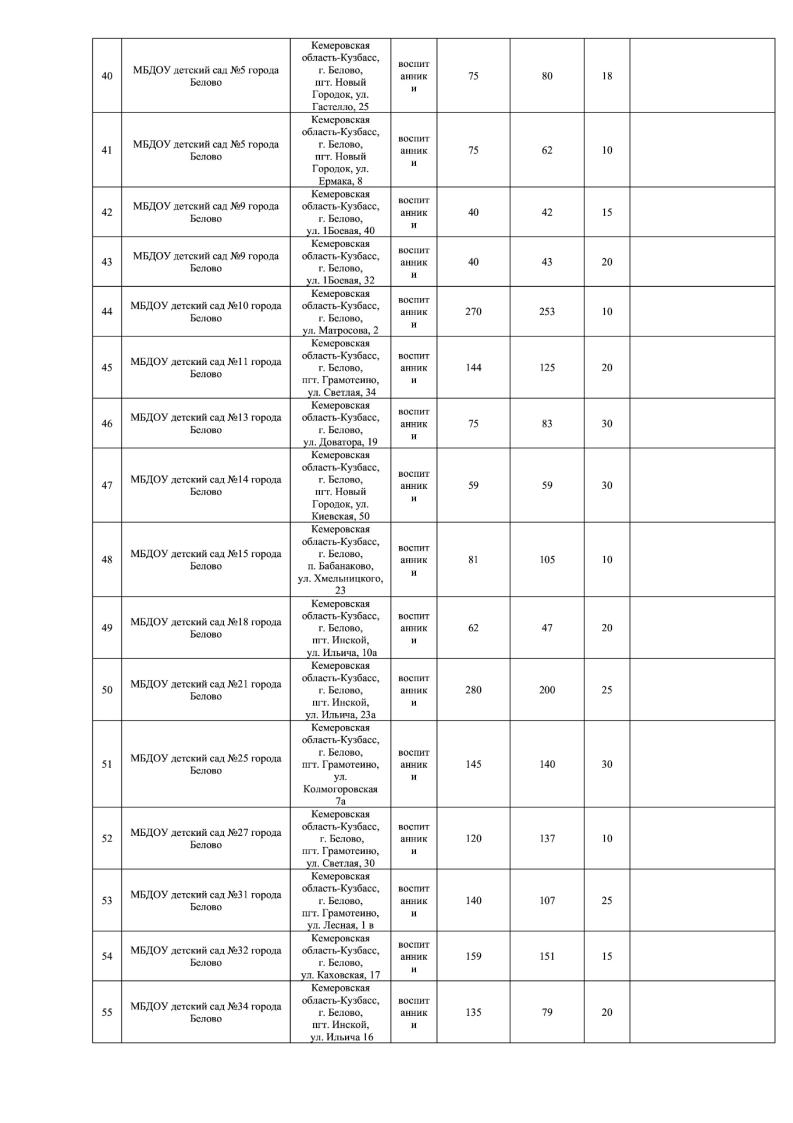 40
МБДОУ детский сад №5 города
Белово
Кемеровская
область-Кузбасс,
г. Белово,
пгт. Новый
Городок, ул.
Гастелло, 25
воспит
анник
и
75
80
18
41
МБДОУ детский сад №5 города
Белово
Кемеровская
область-Кузбасс,
г. Белово,
пгт. Новый
Городок, ул.
Ермака, 8
воспит
анник
и
75
62
10
42
МБДОУ детский сад №9 города
Белово
Кемеровская
область-Кузбасс,
г. Белово,
ул. 1Боевая, 40
воспит
анник
и
40
42
15
43
МБДОУ детский сад №9 города
Белово
Кемеровская
область-Кузбасс,
г. Белово,
ул. 1Боевая, 32
воспит
анник
и
40
43
20
44
МБДОУ детский сад №10 города
Белово
Кемеровская
область-Кузбасс,
г. Белово,
ул. Матросова, 2
воспит
анник
и
270
253
10
45
МБДОУ детский сад №11 города
Белово
Кемеровская
область-Кузбасс,
г. Белово,
пгт. Грамотеино,
ул. Светлая, 34
воспит
анник
и
144
125
20
46
МБДОУ детский сад №13 города
Белово
Кемеровская
область-Кузбасс,
г. Белово,
ул. Доватора, 19
воспит
анник
и
75
83
30
47
МБДОУ детский сад №14 города
Белово
Кемеровская
область-Кузбасс,
г. Белово,
пгт. Новый
Городок, ул.
Киевская, 50
воспит
анник
и
59
59
30
48
МБДОУ детский сад №15 города
Белово
Кемеровская
область-Кузбасс,
г. Белово,
п. Бабанаково,
ул. Хмельницкого,
23
воспит
анник
и
81
105
10
49
МБДОУ детский сад №18 города
Белово
Кемеровская
область-Кузбасс,
г. Белово,
пгт. Инской,
ул. Ильича, 10а
воспит
анник
и
62
47
20
50
МБДОУ детский сад №21 города
Белово
Кемеровская
область-Кузбасс,
г. Белово,
пгт. Инской,
ул. Ильича, 23а
воспит
анник
и
280
200
25
51
МБДОУ детский сад №25 города
Белово
Кемеровская
область-Кузбасс,
г. Белово,
пгт. Грамотеино,
ул.
Колмогоровская
7а
воспит
анник
и
145
140
30
52
МБДОУ детский сад №27 города
Белово
Кемеровская
область-Кузбасс,
г. Белово,
пгт. Грамотеино,
ул. Светлая, 30
воспит
анник
и
120
137
10
53
МБДОУ детский сад №31 города
Белово
Кемеровская
область-Кузбасс,
г. Белово,
пгт. Грамотеино,
ул. Лесная, 1 в
воспит
анник
и
140
107
25
54
МБДОУ детский сад №32 города
Белово
Кемеровская
область-Кузбасс,
г. Белово,
ул. Каховская, 17
воспит
анник
и
159
151
15
55
МБДОУ детский сад №34 города
Белово
Кемеровская
область-Кузбасс,
г. Белово,
пгт. Инской,
ул. Ильича 16
воспит
анник
и
135
79
20